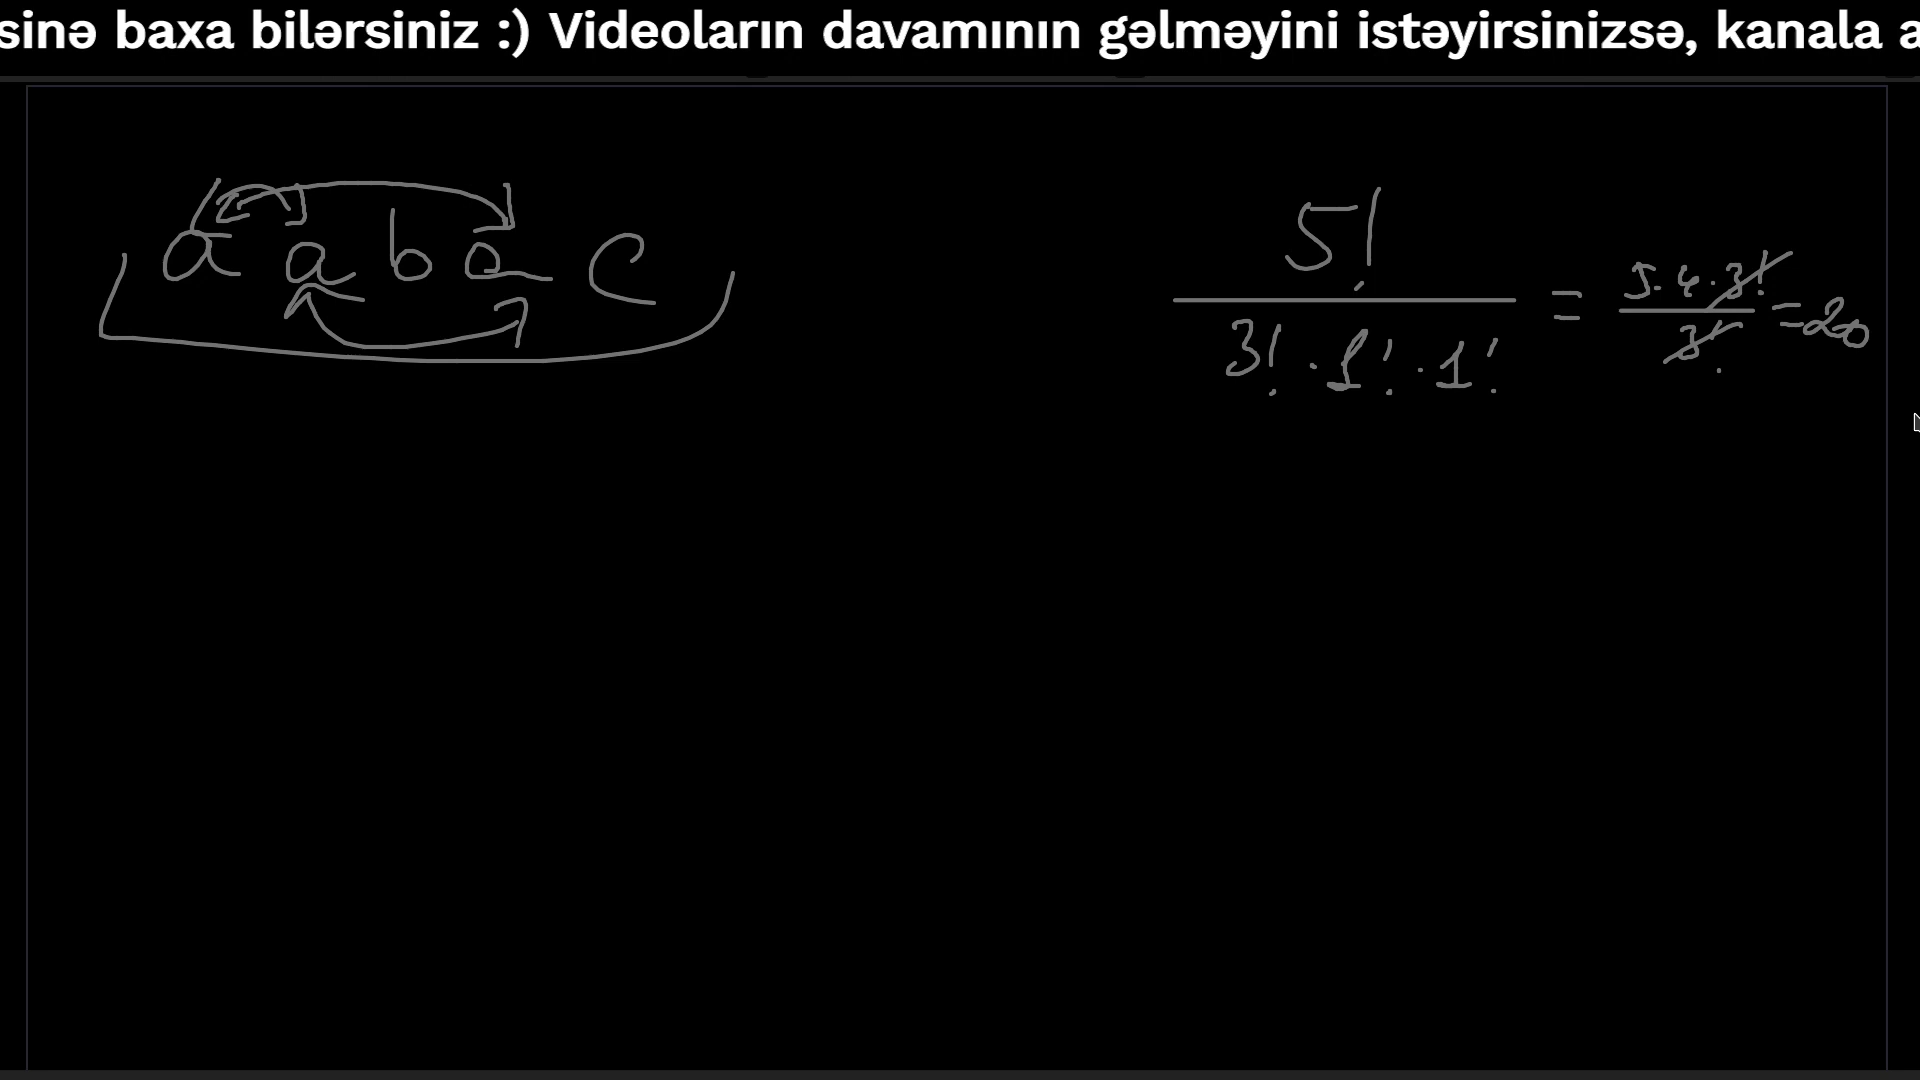 sinə baxa bilərsiniz :) Videoların davamının gəlməyini istəyirsinizsə, kanala a
a a b a c
5! / 3! · 1! · 1! = 5 · 4 · 3! / 3! = 20